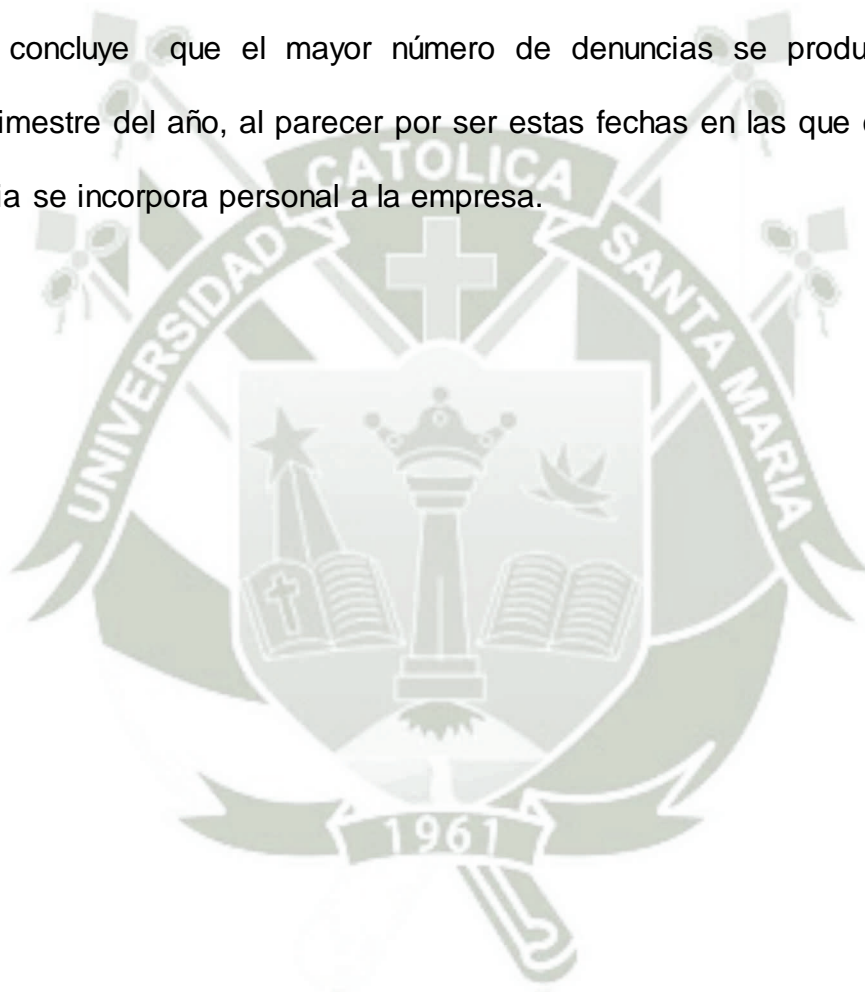 concluye que el mayor número de denuncias se produ
imestre del año, al parecer por ser estas fechas en las que
ia se incorpora personal a la empresa.
UNIVERSIDAD CATOLICA SANTA MARIA
1961